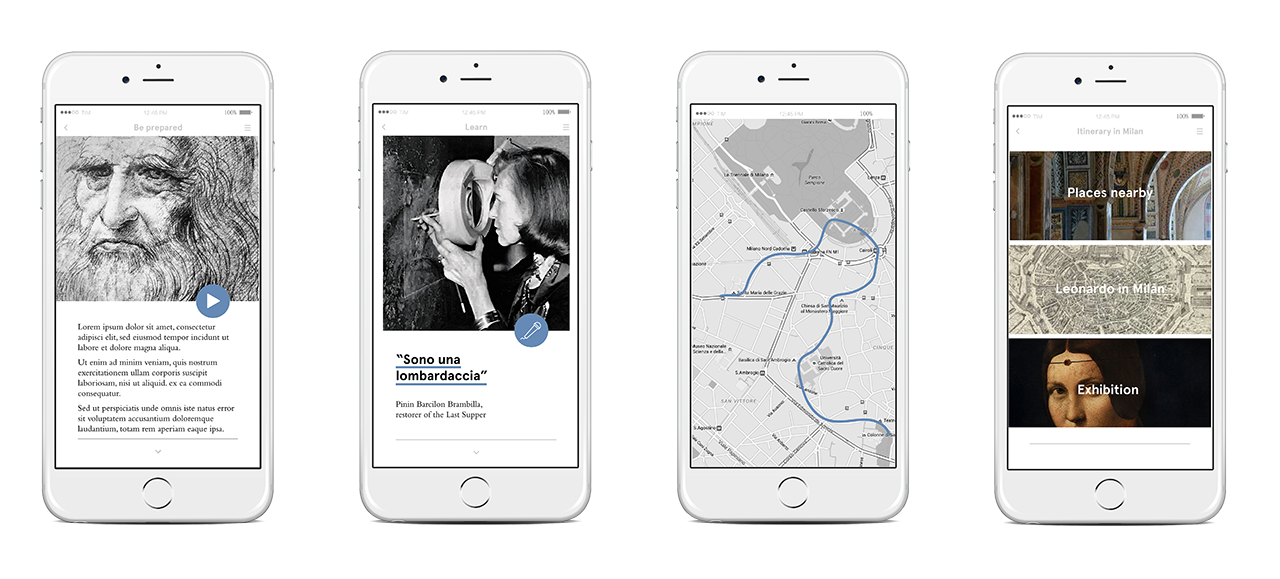 TIM 12:45 PM 100%
Be prepared
Lorem ipsum dolor sit amet, consectetur
adipisci elit, sed eiusmod tempor incidunt ut
labore et dolore magna aliqua.
Ut enim ad minim veniam, quis nostrum
exercitationem ullam corporis suscipit
laboriosam, nisi ut aliquid. ex ea commodi
consequatur.
Sed ut perspiciatis unde omnis iste natus error
sit voluptatem accusantium doloremque
laudantium, totam rem aperiam eaque ipsa.
TIM 12:45 PM 100%
Learn
“Sono una
lombardaccia”
Pinin Barcilon Brambilla,
restorer of the Last Supper
TIM 12:45 PM 100%
La Triennale di Milano
Parco
Sempione
Castello Sforzesco
Milano Nord Cadorna
Cairoli
Santa Maria delle Grazie
Chiesa di San Maurizio
al Monastero Maggiore
Museo Nazionale
Scienza e della...
Basilica di Sant'Ambrogio
Università
Cattolica del
Sacro Cuore
CINQUE
S.Ambrogio
SAN VITTORE
S.Agostino
TIM 12:45 PM 100%
Itinerary in Milan
Places nearby
Leonardo in Milan
Exhibition